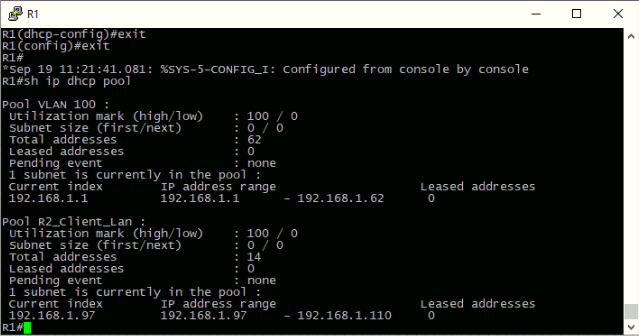 R1
R1(dhcp-config)#exit
R1(config)#exit
R1#
*Sep 19 11:21:41.081: %SYS-5-CONFIG_I: Configured from console by console
R1#sh ip dhcp pool
Pool VLAN 100 :
Utilization mark (high/low) : 100 / 0
Subnet size (first/next) : 0 / 0
Total addresses : 62
Leased addresses : 0
Pending event : none
1 subnet is currently in the pool :
Current index IP address range Leased addresses
192.168.1.1 192.168.1.1 - 192.168.1.62 0
Pool R2_Client_Lan :
Utilization mark (high/low) : 100 / 0
Subnet size (first/next) : 0 / 0
Total addresses : 14
Leased addresses : 0
Pending event : none
1 subnet is currently in the pool :
Current index IP address range Leased addresses
192.168.1.97 192.168.1.97 - 192.168.1.110 0
R1#